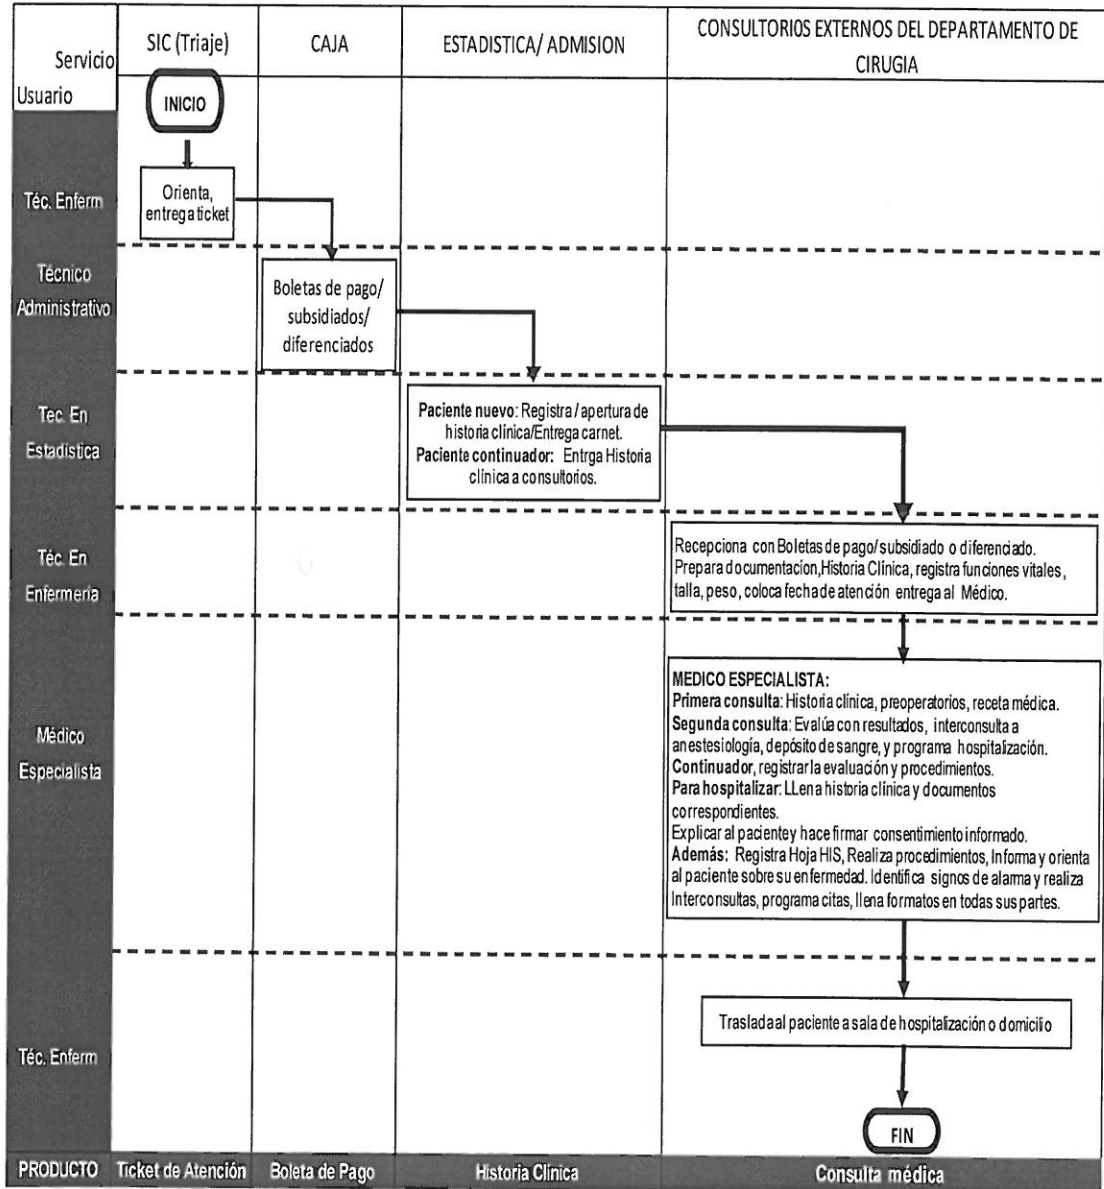 SIC (Triaje)
CAJA
ESTADISTICA/ ADMISION
CONSULTORIOS EXTERNOS DEL DEPARTAMENTO DE
CIRUGIA
Servicio
Usuario
INICIO
Téc. Enferm
Orienta,
entrega ticket
Técnico
Administrativo
Boletas de pago/
subsidiados/
diferenciados
Tec. En
Estadística
Paciente nuevo: Registra / apertura de
historia clínica/Entrega carnet.
Paciente continuador: Entrga Historia
clínica a consultorios.
Téc. En
Enfermería
Recepciona con Boletas de pago/subsidiado o diferenciado.
Prepara documentacíon,Historia Clínica, registra funciones vitales,
talla, peso, coloca fecha de atención entrega al Médico.
Médico
Especialista
MEDICO ESPECIALISTA:
Primera consulta: Historia clínica, preoperatorios, receta médica.
Segunda consulta: Evalúa con resultados, interconsulta a
anestesiología, depósito de sangre, y programa hospitalización.
Continuador, registrar la evaluación y procedimientos.
Para hospitalizar: LLena historia clínica y documentos
correspondientes.
Explicar al paciente y hace firmar consentimiento informado.
Además: Registra Hoja HIS, Realiza procedimientos, Informa y orienta
al paciente sobre su enfermedad. Identifica signos de alarma y realiza
Interconsultas, programa citas, llena formatos en todas sus partes.
Téc. Enferm
Traslada al paciente a sala de hospitalización o domicilio
FIN
PRODUCTO
Ticket de Atención
Boleta de Pago
Historia Clínica
Consulta médica